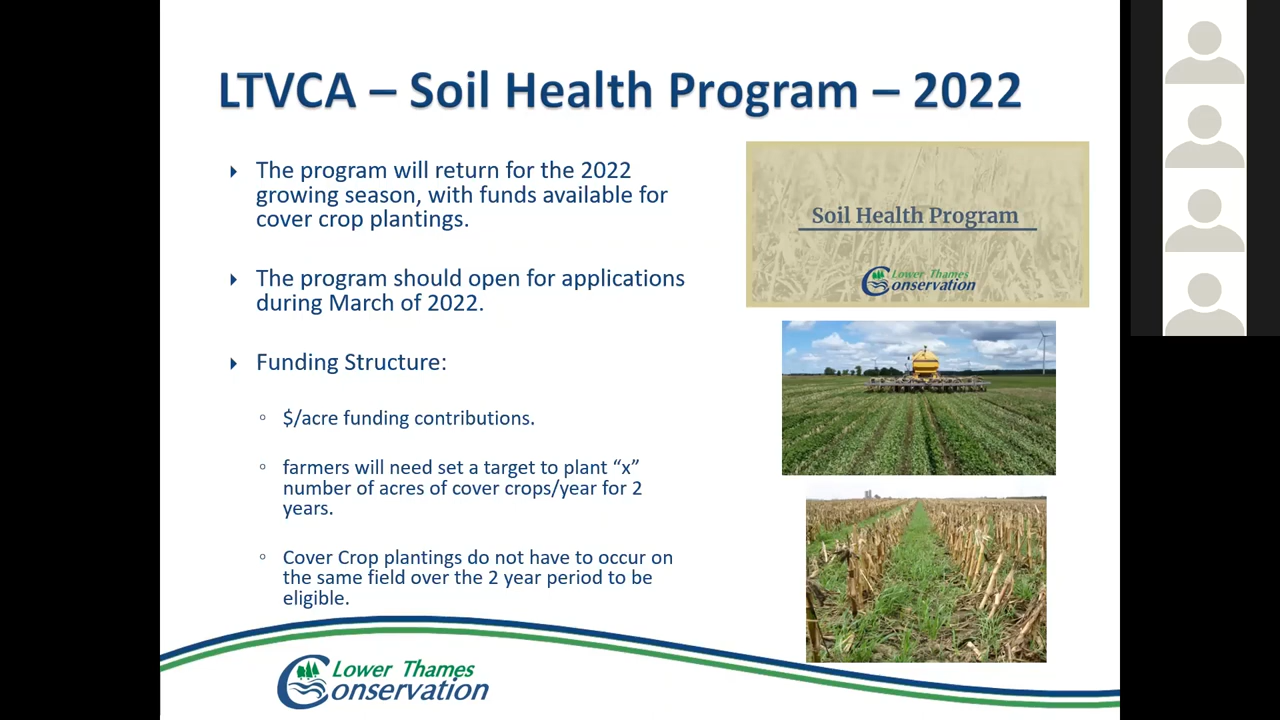 LTVCA – Soil Health Program – 2022
The program will return for the 2022
growing season, with funds available for
cover crop plantings.
The program should open for applications
during March of 2022.
Funding Structure:
$/acre funding contributions.
farmers will need set a target to plant “x”
number of acres of cover crops/year for 2
years.
Cover Crop plantings do not have to occur on
the same field over the 2 year period to be
eligible.
Soil Health Program
Lower Thames
Conservation
Lower Thames
Conservation